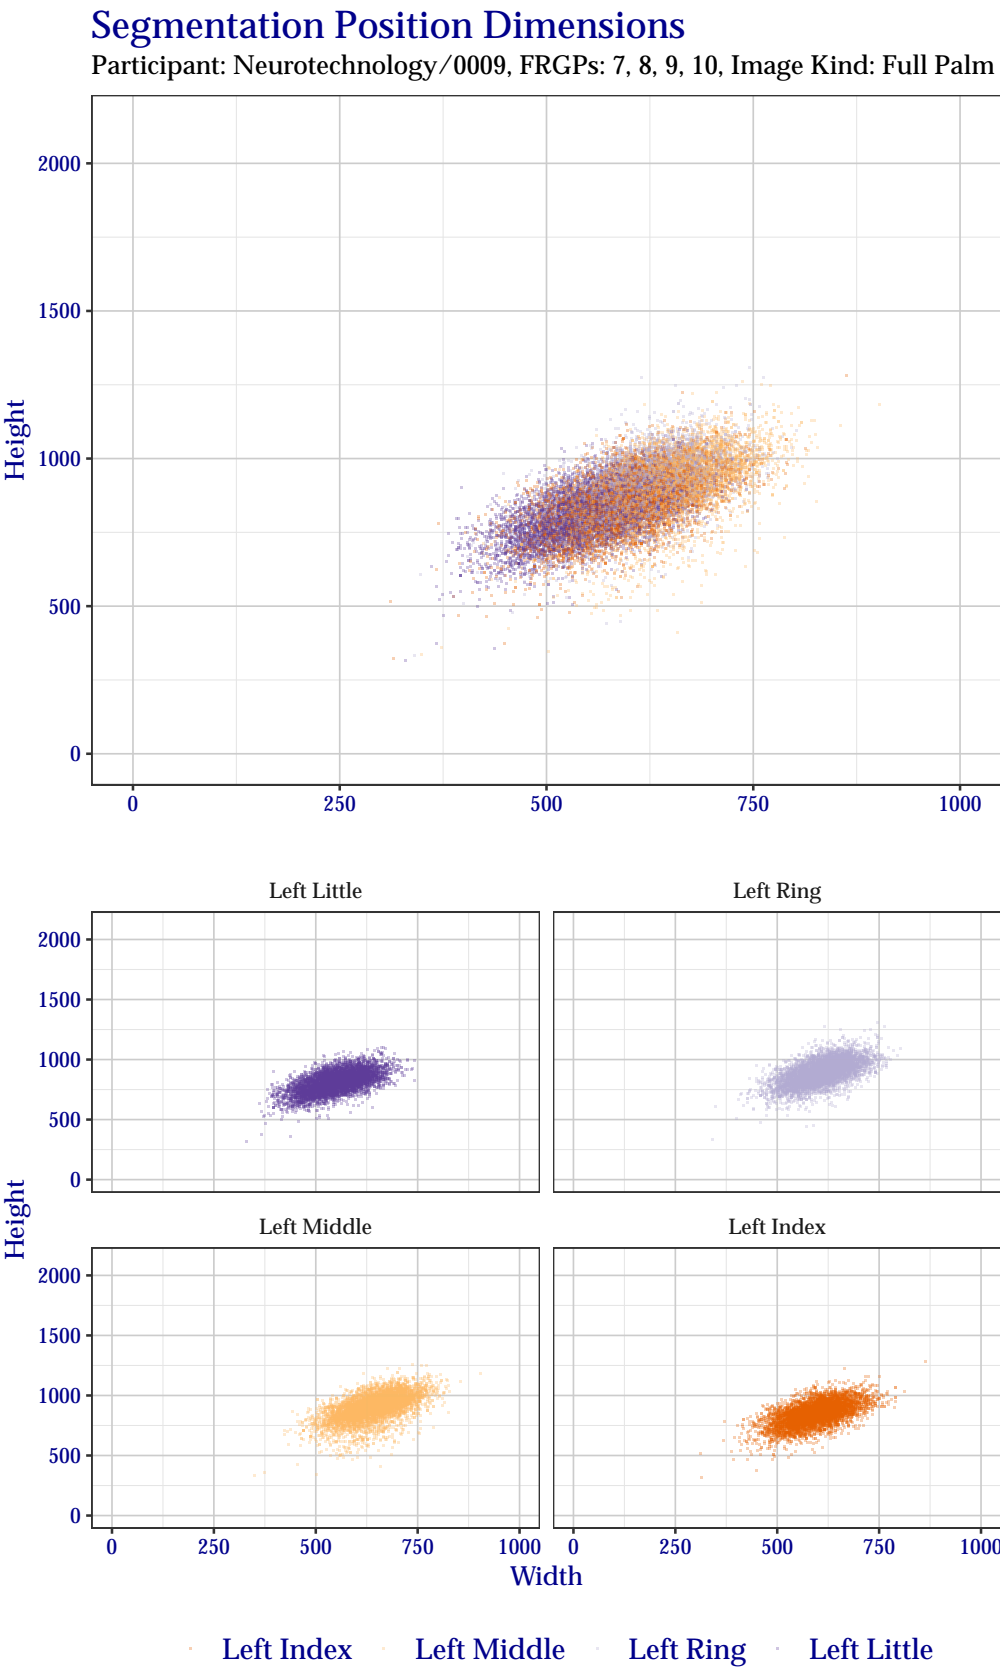 Segmentation Position Dimensions
Participant: Neurotechnology/0009, FRGPs: 7, 8, 9, 10, Image Kind: Full Palm
2000
1500
1000
500
0
Height
0 250 500 750 1000
Left Little Left Ring
2000
1500
1000
500
0
Height
Left Middle Left Index
2000
1500
1000
500
0
0 250 500 750 1000 0 250 500 750 1000
Width
Left Index Left Middle Left Ring Left Little